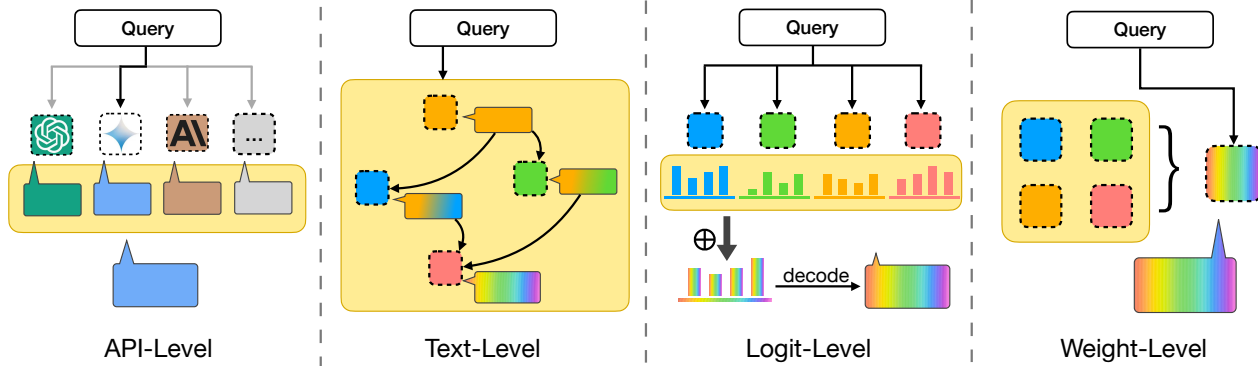 Query
...
API-Level
Query
Text-Level
Query
decode
Logit-Level
Query
Weight-Level